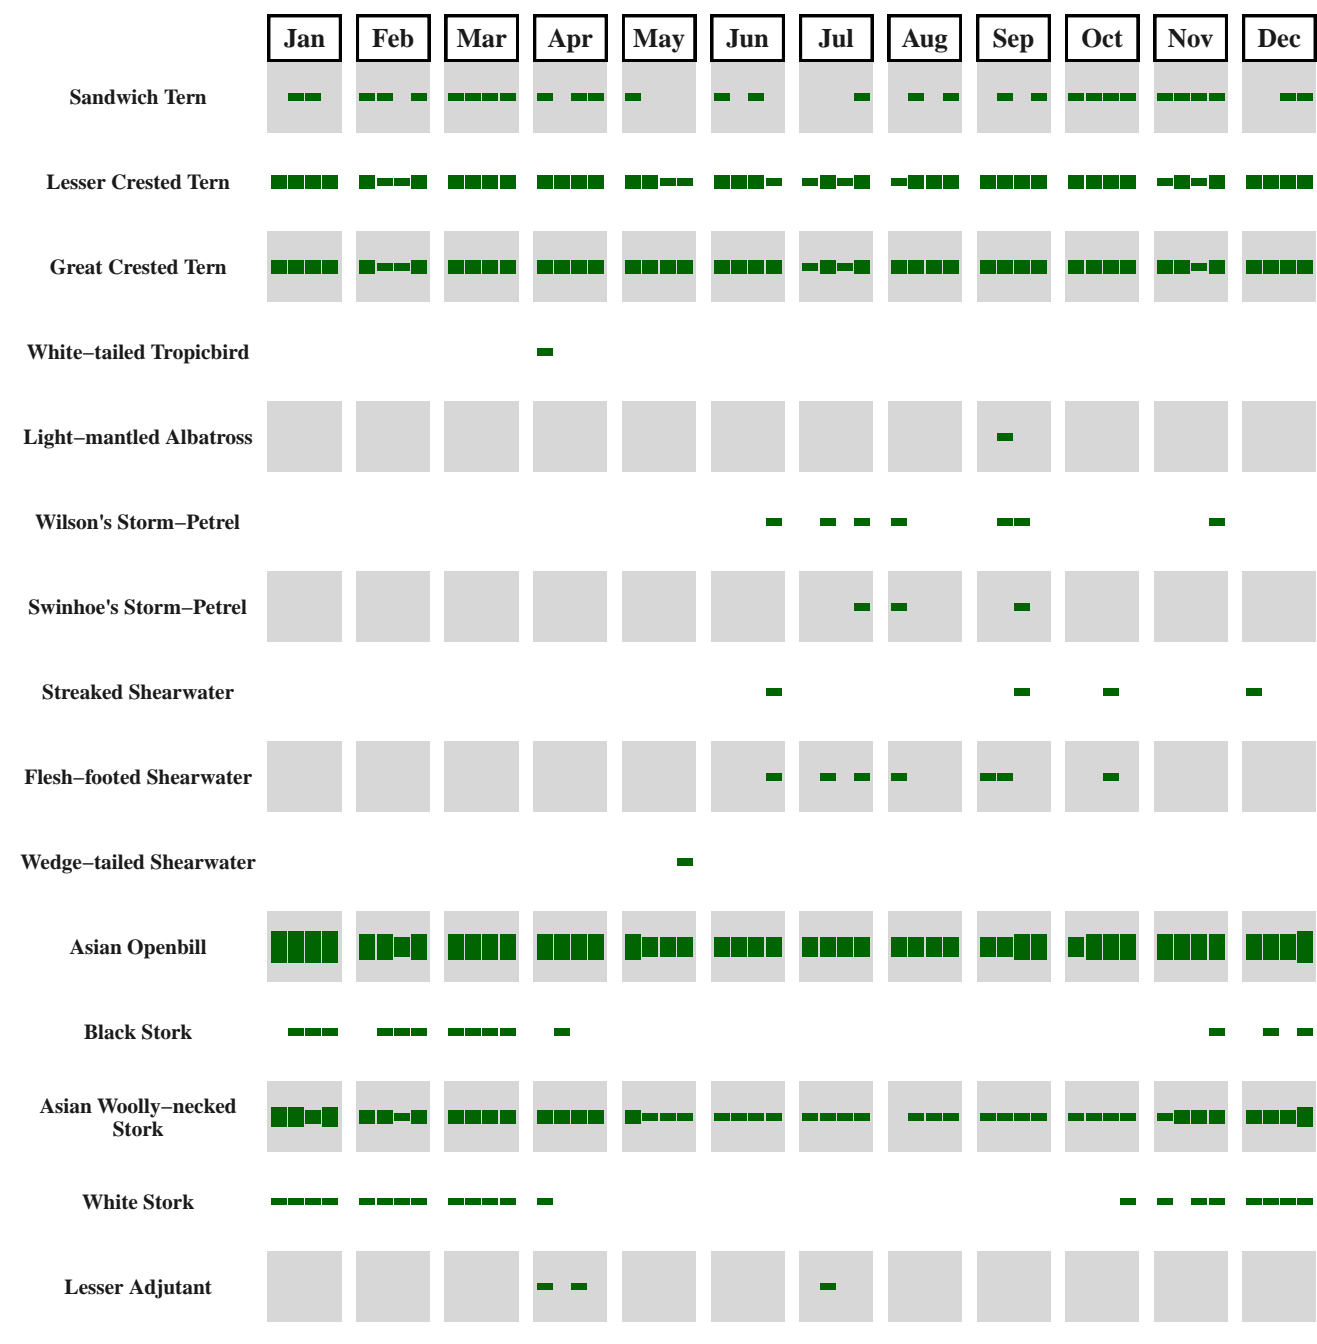 Jan Feb Mar Apr May Jun Jul Aug Sep Oct Nov Dec
Sandwich Tern
Lesser Crested Tern
Great Crested Tern
White−tailed Tropicbird
Light−mantled Albatross
Wilson's Storm−Petrel
Swinhoe's Storm−Petrel
Streaked Shearwater
Flesh−footed Shearwater
Wedge−tailed Shearwater
Asian Openbill
Black Stork
Asian Woolly−necked
Stork
White Stork
Lesser Adjutant